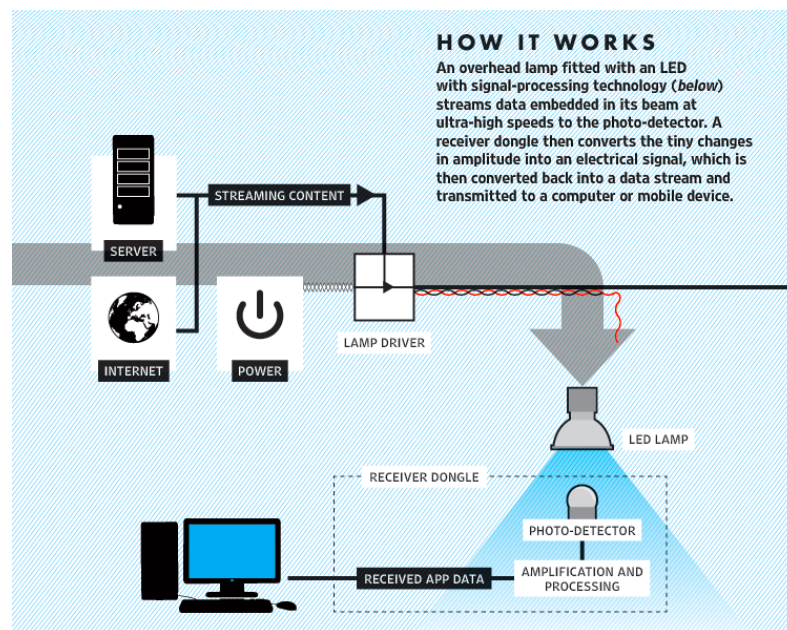 HOW IT WORKS
An overhead lamp fitted with an LED
with signal-processing technology (below)
streams data embedded in its beam at
ultra-high speeds to the photo-detector. A
receiver dongle then converts the tiny changes
in amplitude into an electrical signal, which is
then converted back into a data stream and
transmitted to a computer or mobile device.
STREAMING CONTENT
SERVER
INTERNET
POWER
LAMP DRIVER
LED LAMP
RECEIVER DONGLE
PHOTO-DETECTOR
AMPLIFICATION AND
PROCESSING
RECEIVED APP DATA